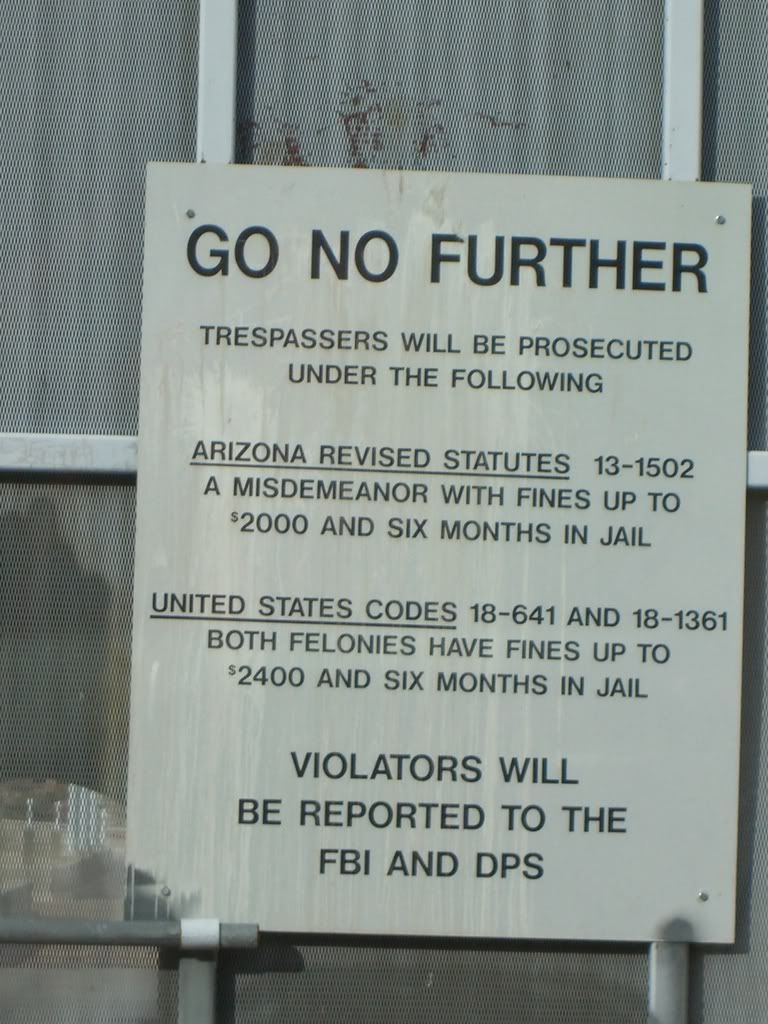 GO NO FURTHER
TRESPASSERS WILL BE PROSECUTED
UNDER THE FOLLOWING
ARIZONA REVISED STATUTES 13-1502
A MISDEMEANOR WITH FINES UP TO
$2000 AND SIX MONTHS IN JAIL
UNITED STATES CODES 18-641 AND 18-1361
BOTH FELONIES HAVE FINES UP TO
$2400 AND SIX MONTHS IN JAIL
VIOLATORS WILL
BE REPORTED TO THE
FBI AND DPS